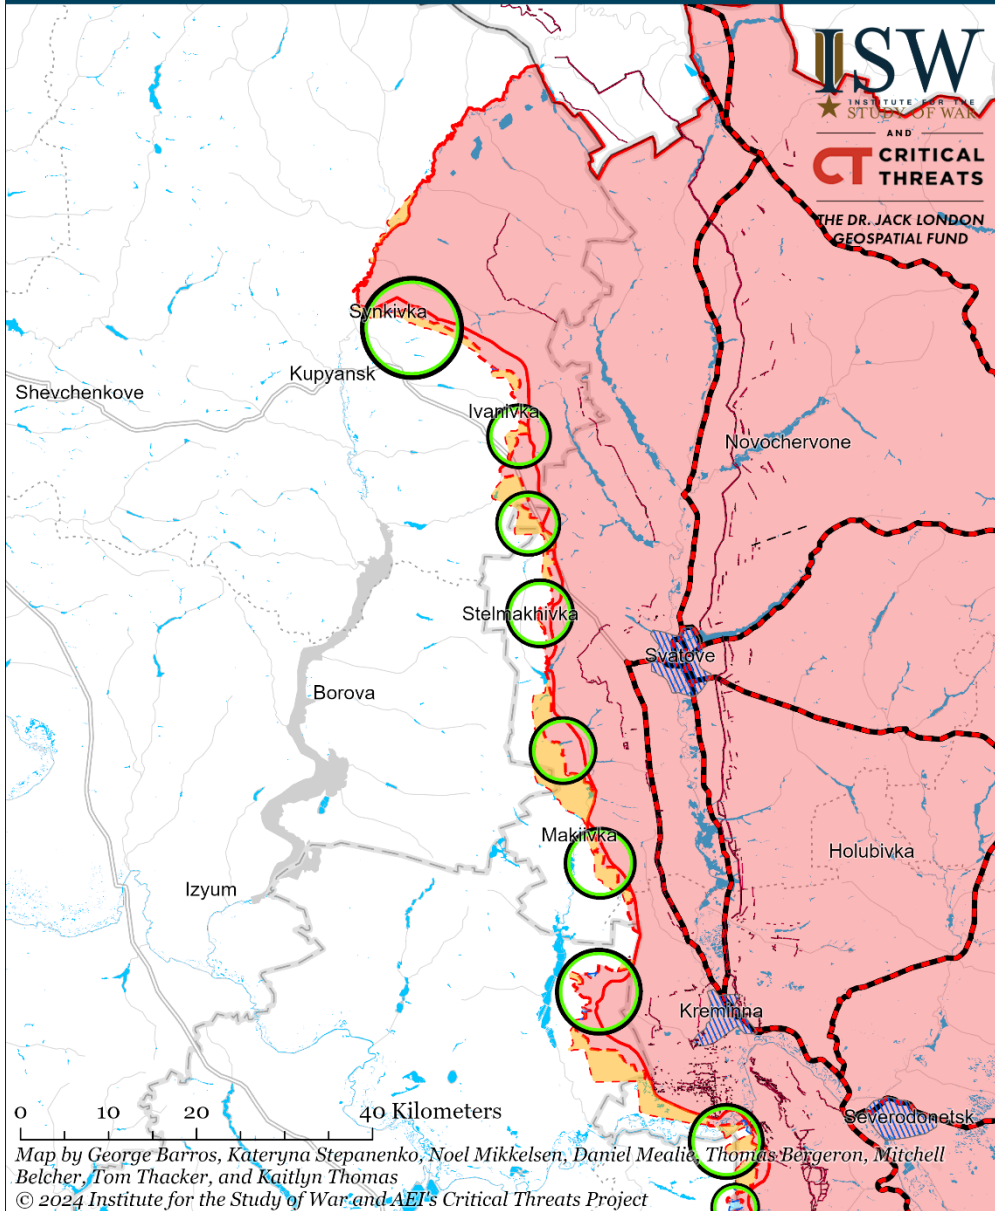 ISW
INSTITUTE FOR THE
STUDY OF WAR
AND
CT CRITICAL
THREATS
THE DR. JACK LONDON
GEOSPATIAL FUND
Synkivka
Kupyansk
Shevchenkove
Ivanivka
Novochervone
Stelmakhivka
Svatove
Borova
Makiivka
Holubivka
Izyum
Kreminna
Severodonetsk
0 10 20 40 Kilometers
Map by George Barros, Kateryna Stepanenko, Noel Mikkelsen, Daniel Mealie, Thomas Bergeron, Mitchell
Belcher, Tom Thacker, and Kaitlyn Thomas
© 2024 Institute for the Study of War and AEI's Critical Threats Project